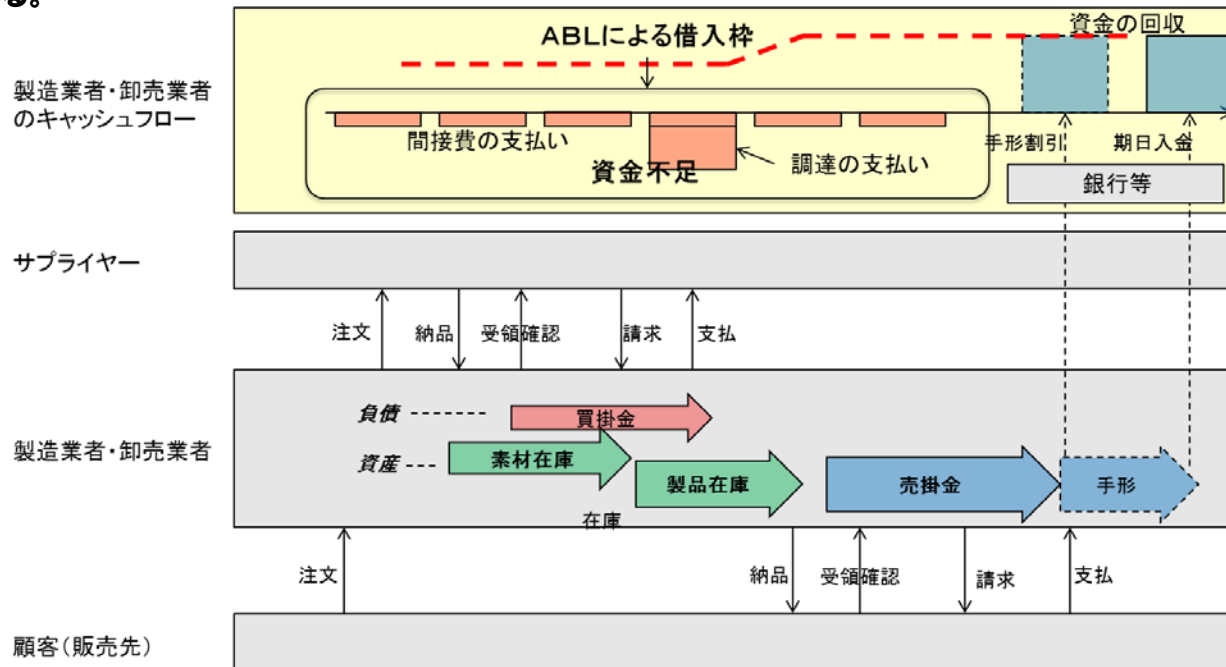 る。
ABLによる借入枠
資金の回収
製造業者・卸売業者
のキャッシュフロー
間接費の支払い
手形割引
期日入金
資金不足
調達の支払い
銀行等
サプライヤー
注文
納品
受領確認
請求
支払
負債
買掛金
製造業者・卸売業者
資産
素材在庫
製品在庫
売掛金
手形
在庫
注文
納品
受領確認
請求
支払
顧客(販売先)